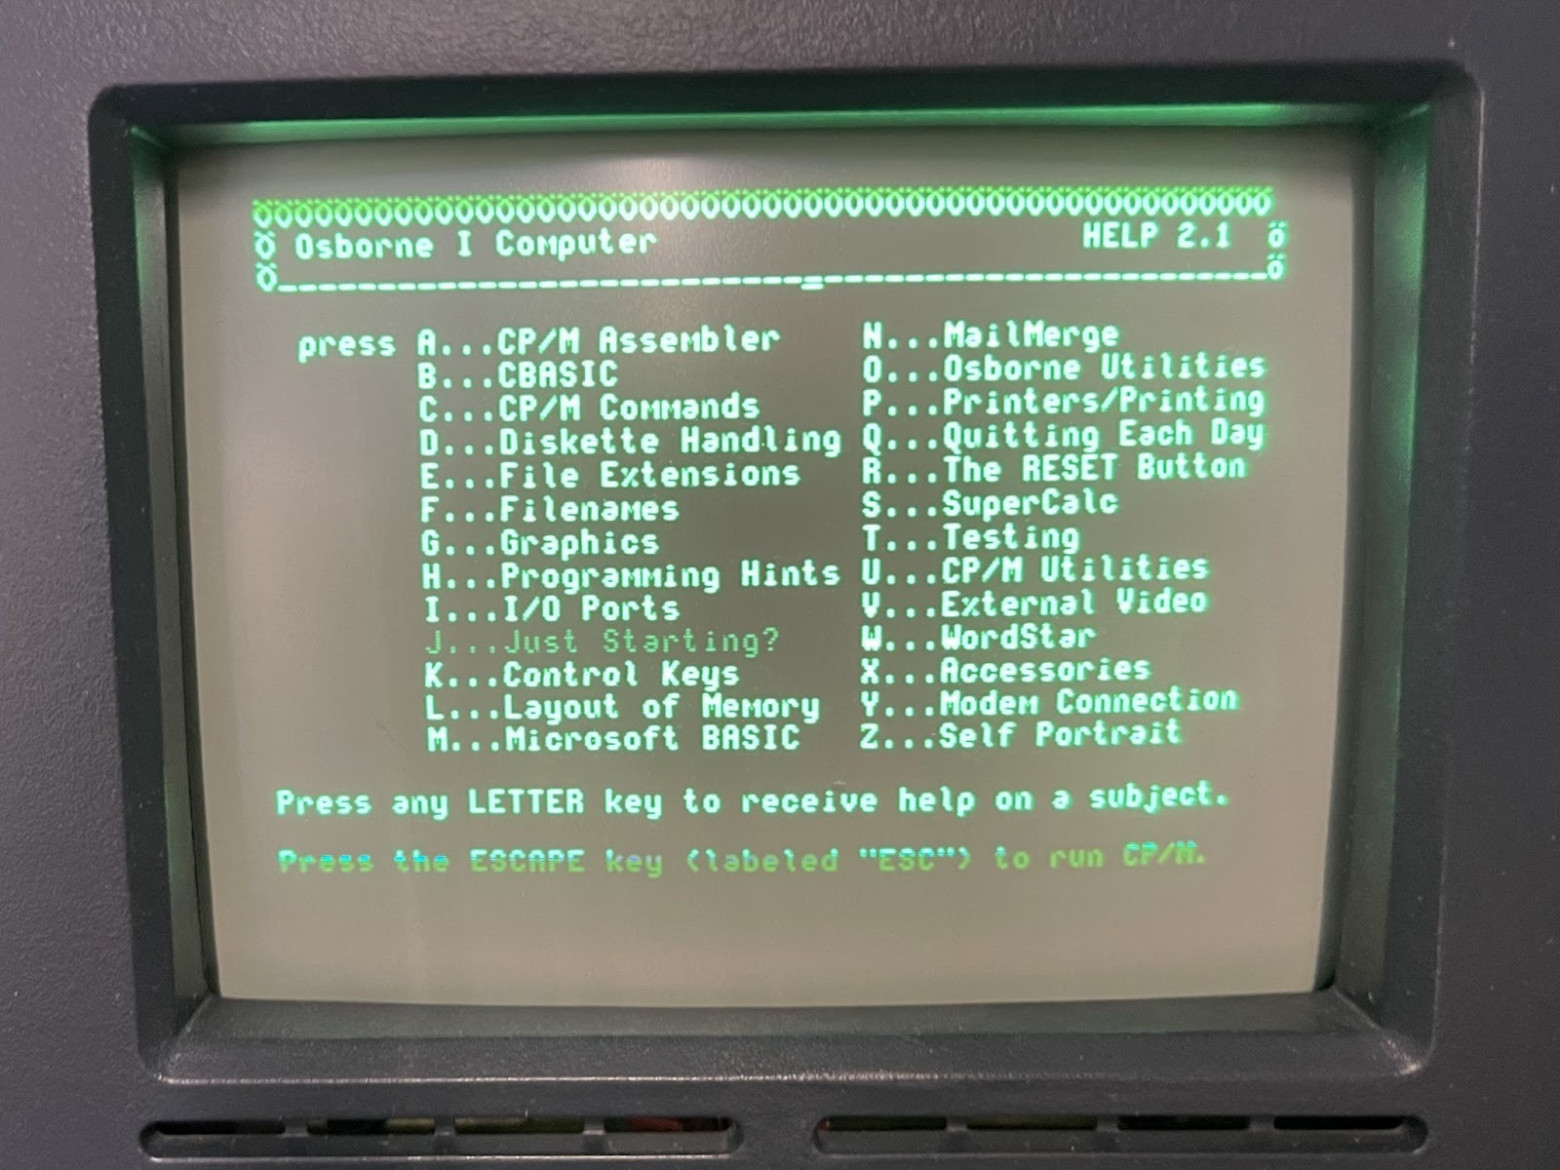 Osborne I Computer HELP 2.1
press A...CP/M Assembler N...MailMerge
B...CBASIC O...Osborne Utilities
C...CP/M Commands P...Printers/Printing
D...Diskette Handling Q...Quitting Each Day
E...File Extensions R...The RESET Button
F...Filenames S...SuperCalc
G...Graphics T...Testing
H...Programming Hints U...CP/M Utilities
I...I/O Ports V...External Video
J...Just Starting? W...WordStar
K...Control Keys X...Accessories
L...Layout of Memory Y...Modem Connection
M...Microsoft BASIC Z...Self Portrait
Press any LETTER key to receive help on a subject.
Press the ESCAPE key (labeled "ESC") to run CP/M.